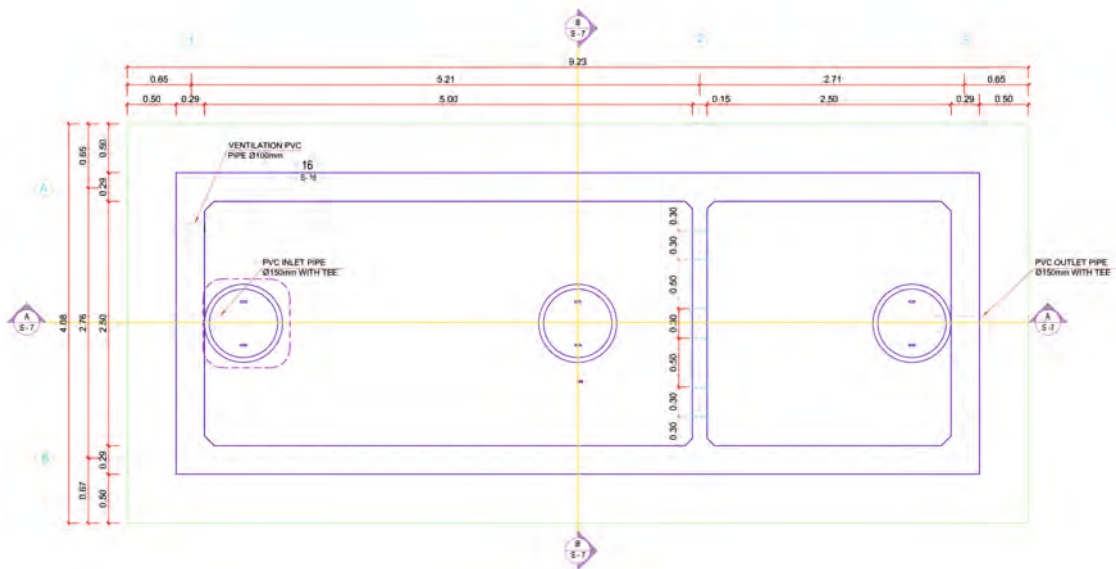 B
S-7
1
2
3
9.23
0.65
5.21
2.71
0.65
0.50
0.29
5.00
0.15
2.50
0.29
0.50
VENTILATION PVC
PIPE Ø100mm
16
S-16
A
0.65
0.50
0.29
PVC INLET PIPE
Ø150mm WITH TEE
PVC OUTLET PIPE
Ø150mm WITH TEE
0.30
0.30
0.50
0.30
0.50
0.30
0.30
A
S-7
4.08
2.76
2.50
A
S-7
B
0.29
0.67
0.50
B
S-7